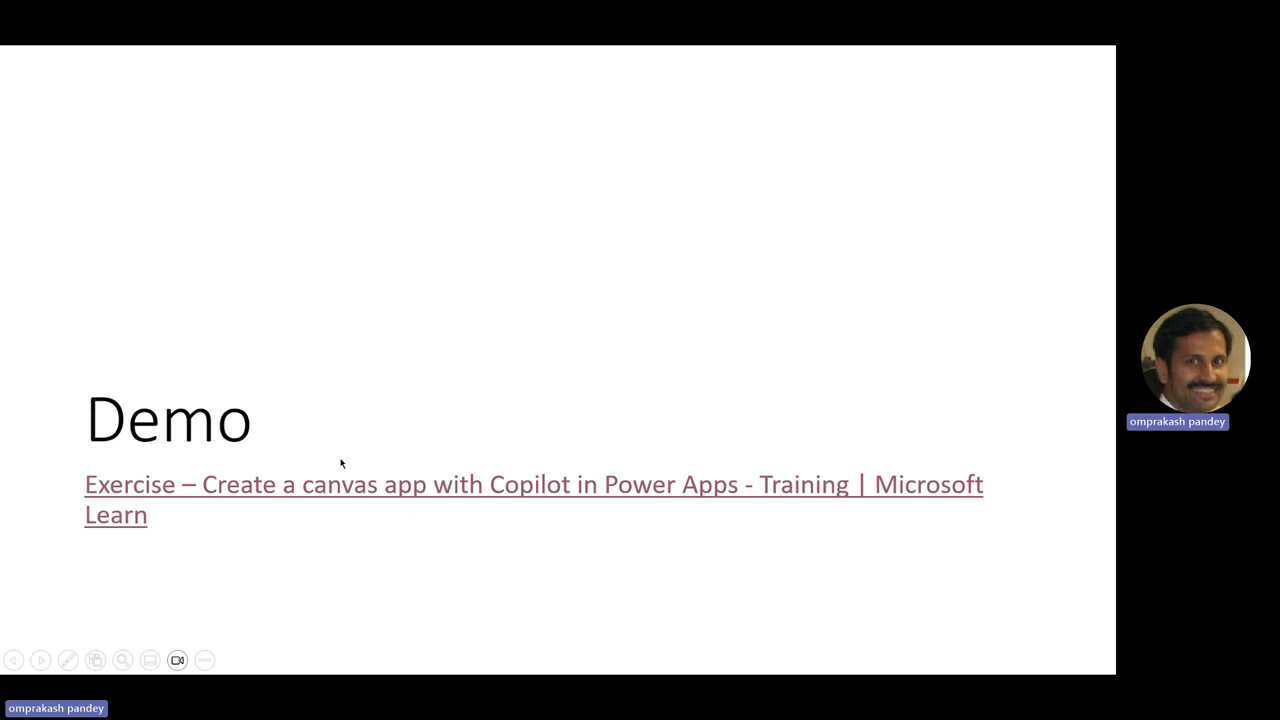 Demo
Exercise – Create a canvas app with Copilot in Power Apps - Training | Microsoft
Learn
omprakash pandey
omprakash pandey